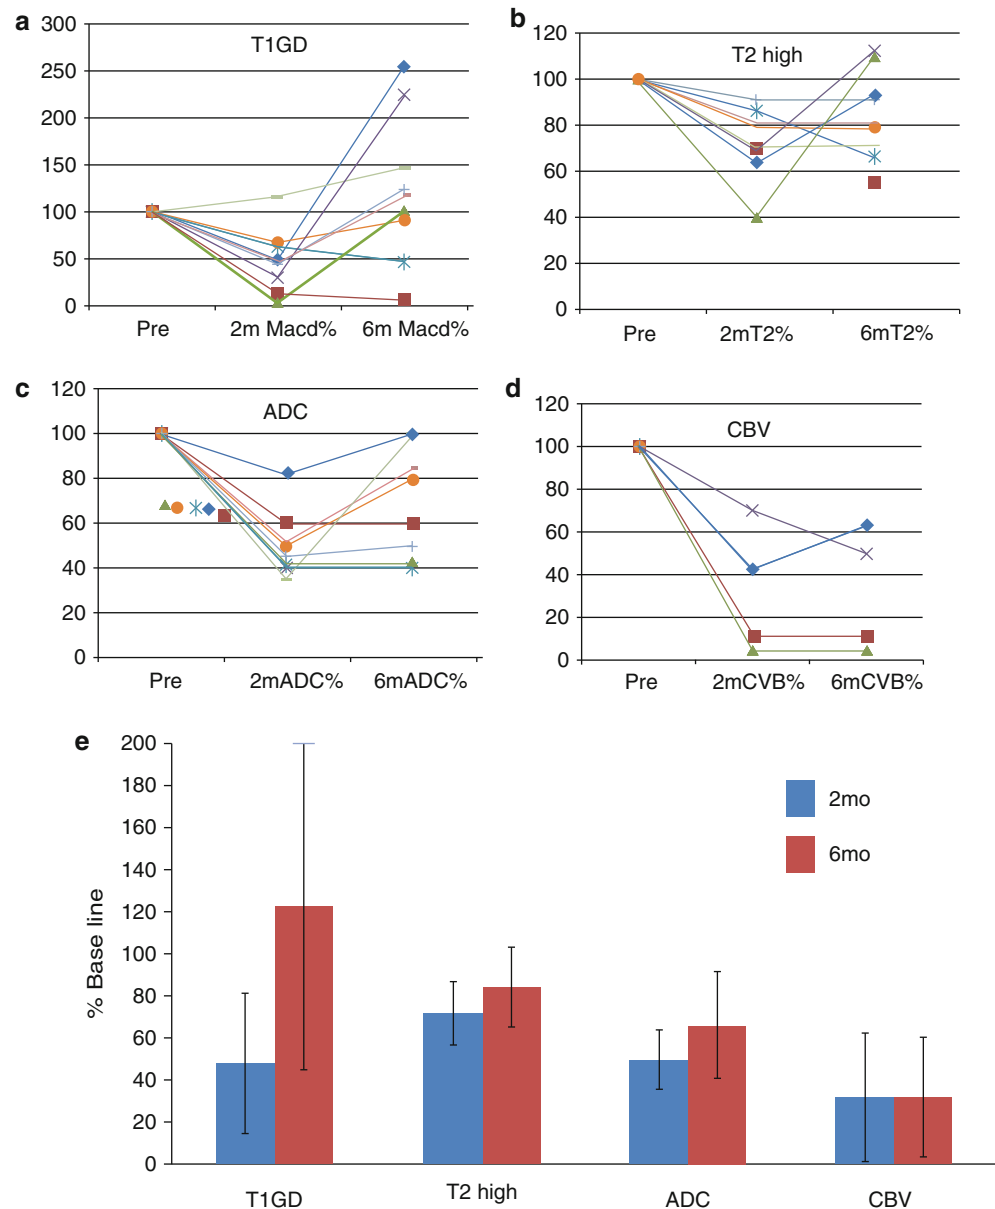 a
T1GD
300
250
200
150
100
50
0
Pre
2m Macd%
6m Macd%
b
T2 high
120
100
80
60
40
20
0
Pre
2mT2%
6mT2%
c
ADC
120
100
80
60
40
20
0
Pre
2mADC%
6mADC%
d
CBV
120
100
80
60
40
20
0
Pre
2mCVB%
6mCVB%
e
% Base line
200
180
160
140
120
100
80
60
40
20
0
2mo
6mo
T1GD
T2 high
ADC
CBV